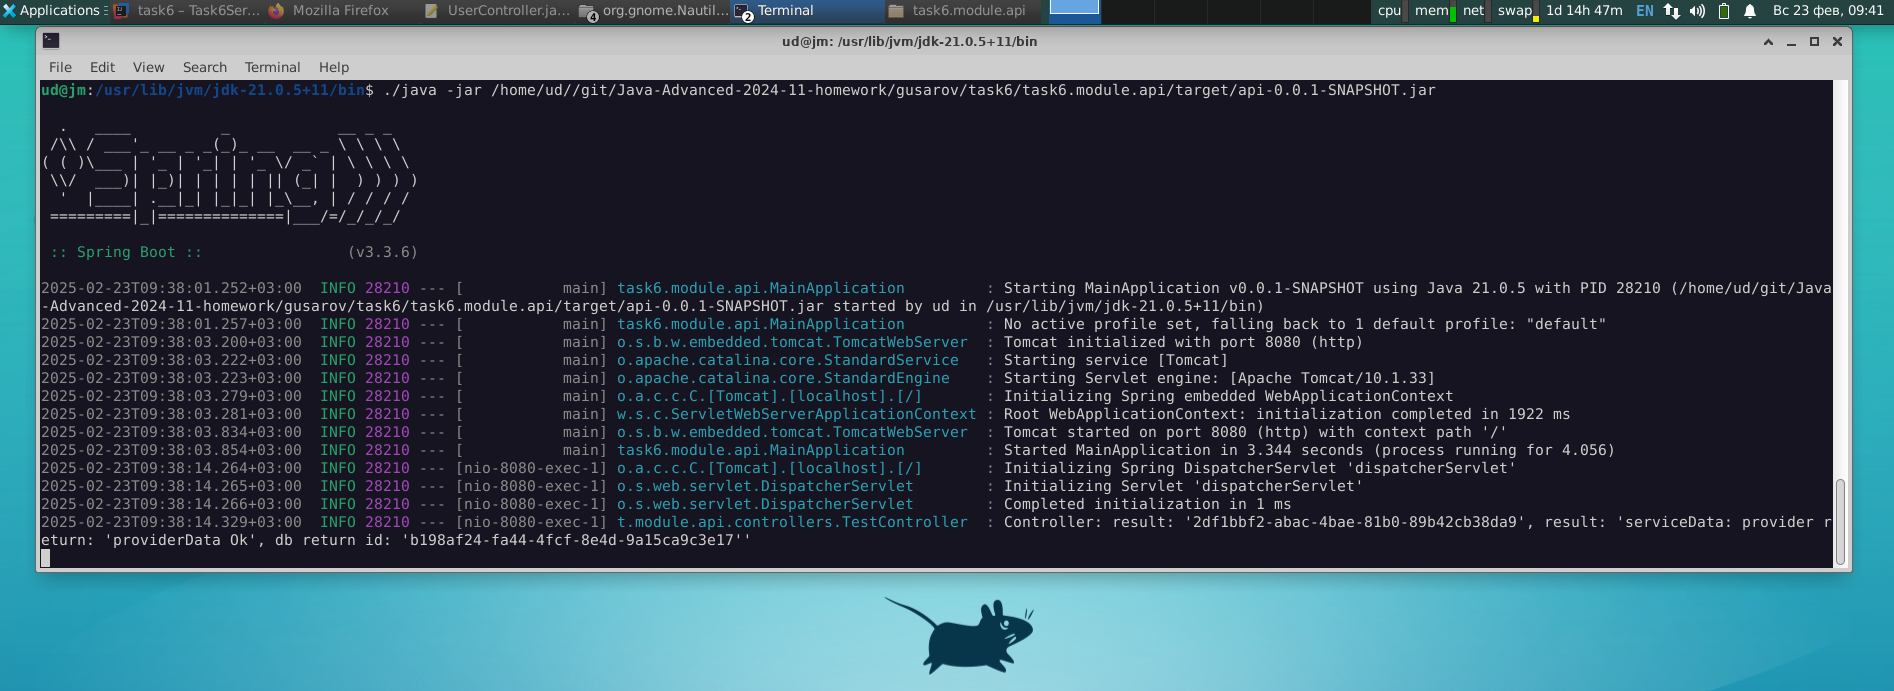 Applications task6 – Task6Ser... Mozilla Firefox UserController.ja... 4 org.gnome.Nautil... 2 Terminal task6.module.api cpu mem net swap 1d 14h 47m EN Вс 23 фев, 09:41
ud@jm: /usr/lib/jvm/jdk-21.0.5+11/bin
File Edit View Search Terminal Help
ud@jm:/usr/lib/jvm/jdk-21.0.5+11/bin$ ./java -jar /home/ud//git/Java-Advanced-2024-11-homework/gusarov/task6/task6.module.api/target/api-0.0.1-SNAPSHOT.jar
  .   ____          _            __ _ _
 /\\ / ___'_ __ _ _(_)_ __  __ _ \ \ \ \
( ( )\___ | '_ | '_| | '_ \/ _` | \ \ \ \
 \\/  ___)| |_)| | | | | || (_| |  ) ) ) )
  '  |____| .__|_| |_|_| |_\__, | / / / /
 =========|_|==============|___/=/_/_/_/
 :: Spring Boot ::                (v3.3.6)
2025-02-23T09:38:01.252+03:00  INFO 28210 --- [           main] task6.module.api.MainApplication         : Starting MainApplication v0.0.1-SNAPSHOT using Java 21.0.5 with PID 28210 (/home/ud/git/Java
-Advanced-2024-11-homework/gusarov/task6/task6.module.api/target/api-0.0.1-SNAPSHOT.jar started by ud in /usr/lib/jvm/jdk-21.0.5+11/bin)
2025-02-23T09:38:01.257+03:00  INFO 28210 --- [           main] task6.module.api.MainApplication         : No active profile set, falling back to 1 default profile: "default"
2025-02-23T09:38:03.200+03:00  INFO 28210 --- [           main] o.s.b.w.embedded.tomcat.TomcatWebServer  : Tomcat initialized with port 8080 (http)
2025-02-23T09:38:03.222+03:00  INFO 28210 --- [           main] o.apache.catalina.core.StandardService   : Starting service [Tomcat]
2025-02-23T09:38:03.223+03:00  INFO 28210 --- [           main] o.apache.catalina.core.StandardEngine    : Starting Servlet engine: [Apache Tomcat/10.1.33]
2025-02-23T09:38:03.279+03:00  INFO 28210 --- [           main] o.a.c.c.C.[Tomcat].[localhost].[/]       : Initializing Spring embedded WebApplicationContext
2025-02-23T09:38:03.281+03:00  INFO 28210 --- [           main] w.s.c.ServletWebServerApplicationContext : Root WebApplicationContext: initialization completed in 1922 ms
2025-02-23T09:38:03.834+03:00  INFO 28210 --- [           main] o.s.b.w.embedded.tomcat.TomcatWebServer  : Tomcat started on port 8080 (http) with context path '/'
2025-02-23T09:38:03.854+03:00  INFO 28210 --- [           main] task6.module.api.MainApplication         : Started MainApplication in 3.344 seconds (process running for 4.056)
2025-02-23T09:38:14.264+03:00  INFO 28210 --- [nio-8080-exec-1] o.a.c.c.C.[Tomcat].[localhost].[/]       : Initializing Spring DispatcherServlet 'dispatcherServlet'
2025-02-23T09:38:14.265+03:00  INFO 28210 --- [nio-8080-exec-1] o.s.web.servlet.DispatcherServlet        : Initializing Servlet 'dispatcherServlet'
2025-02-23T09:38:14.266+03:00  INFO 28210 --- [nio-8080-exec-1] o.s.web.servlet.DispatcherServlet        : Completed initialization in 1 ms
2025-02-23T09:38:14.329+03:00  INFO 28210 --- [nio-8080-exec-1] t.module.api.controllers.TestController  : Controller: result: '2df1bbf2-abac-4bae-81b0-89b42cb38da9', result: 'serviceData: provider r
eturn: 'providerData Ok', db return id: 'b198af24-fa44-4fcf-8e4d-9a15ca9c3e17''